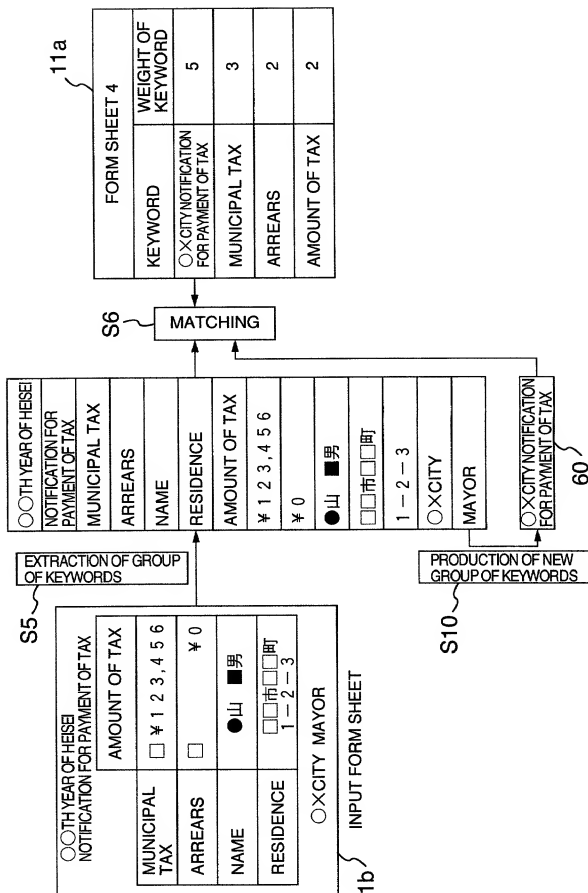 ○○TH YEAR OF HEISEI
NOTIFICATION FOR PAYMENT OF TAX
AMOUNT OF TAX
MUNICIPAL
TAX
□ ¥123,456
ARREARS
□ ¥0
NAME
●山 ■男
RESIDENCE
□□市□□町
1-2-3
○×CITY MAYOR
INPUT FORM SHEET
1b
S5
EXTRACTION OF GROUP
OF KEYWORDS
○○TH YEAR OF HEISEI
NOTIFICATION FOR
PAYMENT OF TAX
MUNICIPAL TAX
ARREARS
NAME
RESIDENCE
AMOUNT OF TAX
¥123,456
¥0
●山 ■男
□□市□□町
1-2-3
○×CITY
MAYOR
S10
PRODUCTION OF NEW
GROUP OF KEYWORDS
○×CITY NOTIFICATION
FOR PAYMENT OF TAX
60
S6
MATCHING
11a
FORM SHEET 4
KEYWORD
WEIGHT OF
KEYWORD
○×CITY NOTIFICATION
FOR PAYMENT OF TAX
5
MUNICIPAL TAX
3
ARREARS
2
AMOUNT OF TAX
2